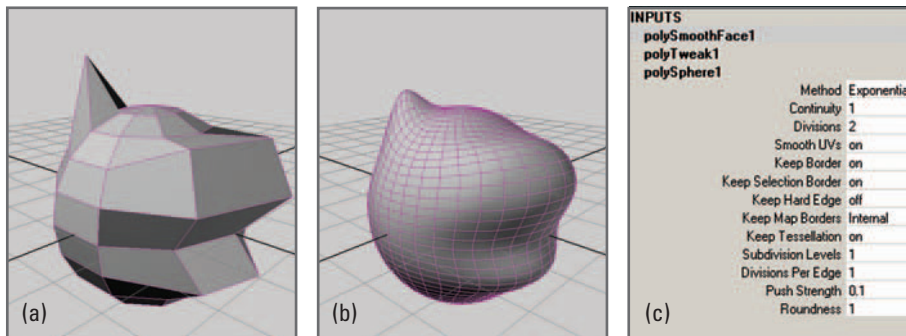 (a)
(b)
INPUTS
polySmoothFace1
polyTweak1
polySphere1
Method Exponentia
Continuity 1
Divisions 2
Smooth UVs on
Keep Border on
Keep Selection Border on
Keep Hard Edge off
Keep Map Borders Internal
Keep Tessellation on
Subdivision Levels 1
Divisions Per Edge 1
Push Strength 0.1
Roundness 1
(c)